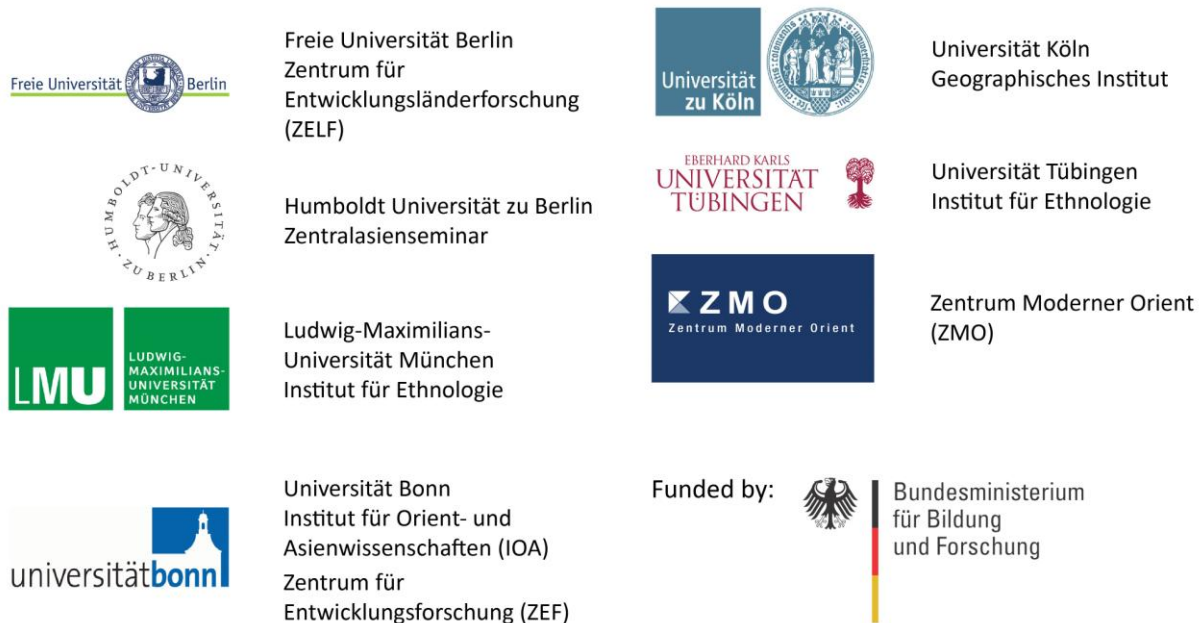 Freie Universität Berlin
Freie Universität Berlin
Zentrum für
Entwicklungsländerforschung
(ZELF)
HUMBOLDT-UNIVERSITÄT
ZU BERLIN
Humboldt Universität zu Berlin
Zentralasienseminar
LMU
LUDWIG-
MAXIMILIANS-
UNIVERSITÄT
MÜNCHEN
Ludwig-Maximilians-
Universität München
Institut für Ethnologie
universitätbonn
Universität Bonn
Institut für Orient- und
Asienwissenschaften (IOA)
Zentrum für
Entwicklungsforschung (ZEF)
Universität
zu Köln
Universität Köln
Geographisches Institut
EBERHARD KARLS
UNIVERSITÄT
TÜBINGEN
Universität Tübingen
Institut für Ethnologie
ZMO
Zentrum Moderner Orient
Zentrum Moderner Orient
(ZMO)
Funded by:
Bundesministerium
für Bildung
und Forschung